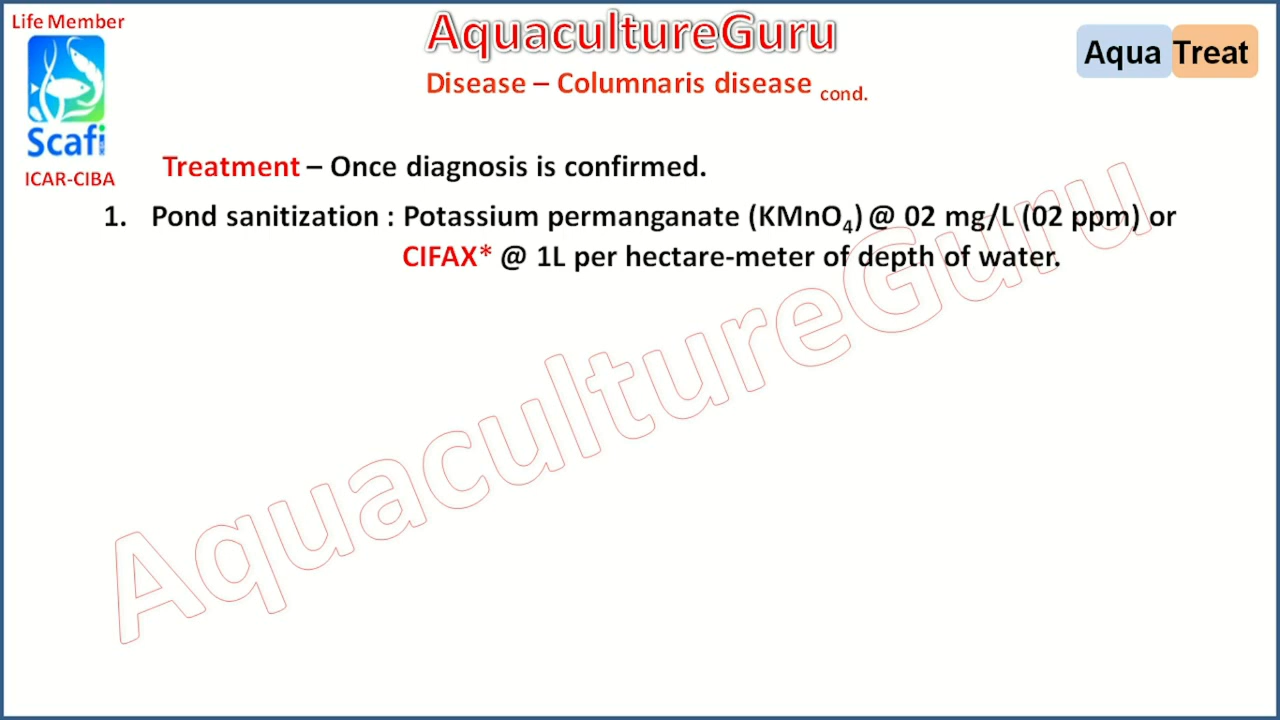 Life Member
AquacultureGuru
Aqua Treat
Disease – Columnaris disease cond.
Scafi
ICAR-CIBA
Treatment – Once diagnosis is confirmed.
1. Pond sanitization : Potassium permanganate (KMnO₄) @ 02 mg/L (02 ppm) or
CIFAX* @ 1L per hectare-meter of depth of water.
AquacultureGuru